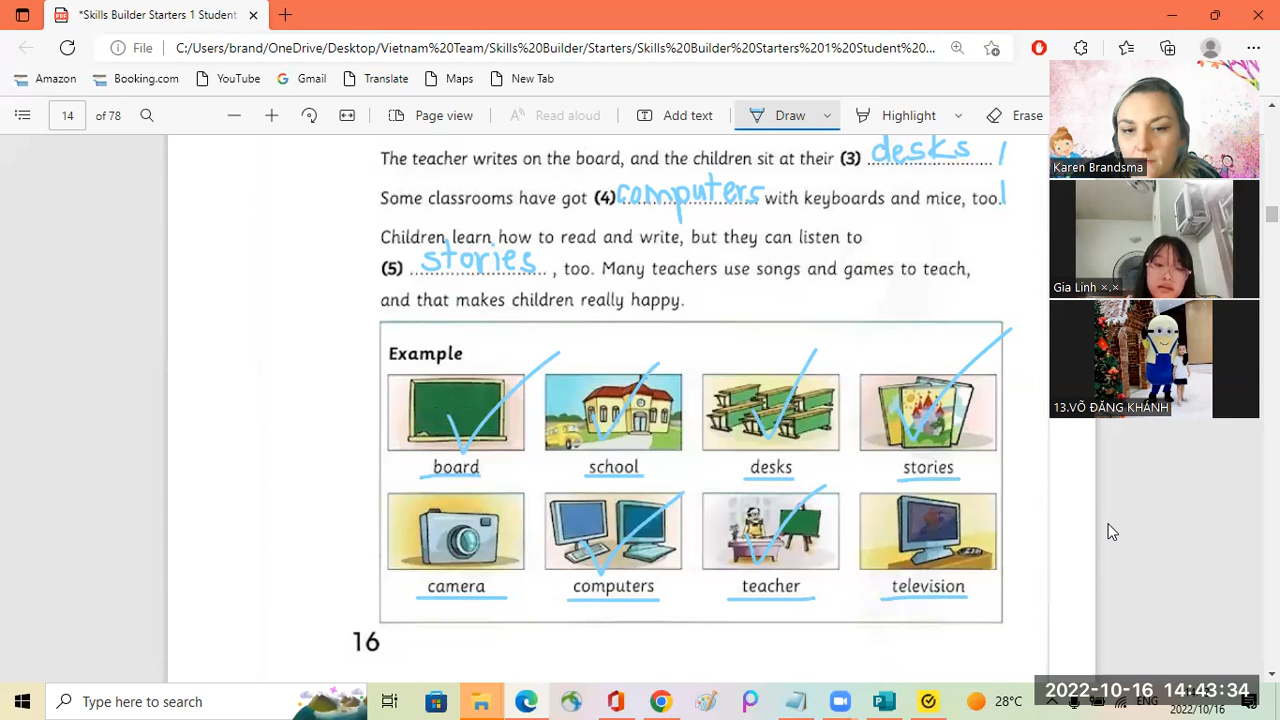 *Skills Builder Starters 1 Student
File
C:/Users/brand/OneDrive/Desktop/Vietnam%20Team/Skills%20Builder/Starters/Skills%20Builder%20Starters%201%20Student%20...
Amazon
Booking.com
YouTube
Gmail
Translate
Maps
New Tab
14 of 78
Page view
Read aloud
Add text
Draw
Highlight
Erase
The teacher writes on the board, and the children sit at their (3) desks /
Some classrooms have got (4) computers with keyboards and mice, too. /
Children learn how to read and write, but they can listen to
(5) stories , too. Many teachers use songs and games to teach,
and that makes children really happy.
Example
board school desks stories
camera computers teacher television
16
Karen Brandsma
Gia Linh ×.×
13.VÕ ĐĂNG KHÁNH
Type here to search
28°C
ENG
2022-10-16 14:43:34
2022/10/16